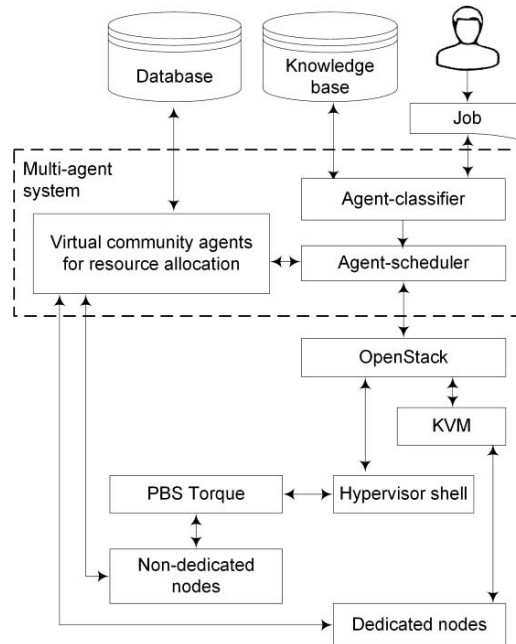 Database
Knowledge
base
Job
Multi-agent
system
Agent-classifier
Virtual community agents
for resource allocation
Agent-scheduler
OpenStack
KVM
PBS Torque
Hypervisor shell
Non-dedicated
nodes
Dedicated nodes